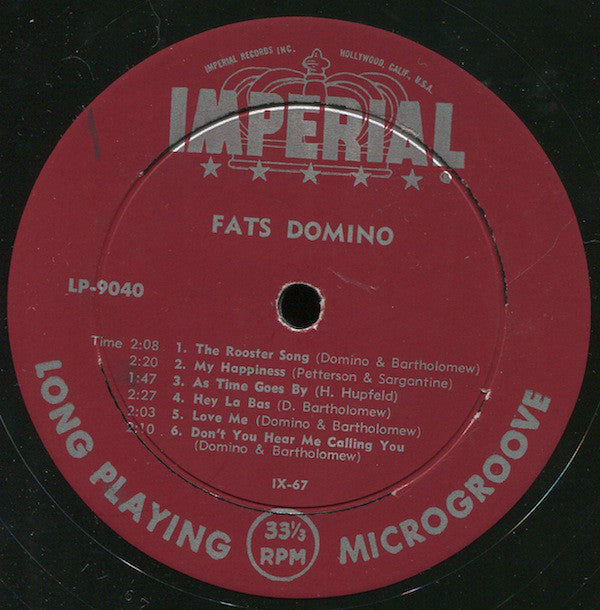 IMPERIAL RECORDS INC. HOLLYWOOD, CALIF., U.S.A.
IMPERIAL
FATS DOMINO
LP-9040
Time 2:08 1. The Rooster Song (Domino & Bartholomew)
2:20 2. My Happiness (Petterson & Sargantine)
1:47 3. As Time Goes By (H. Hupfeld)
2:27 4. Hey La Bas (D. Bartholomew)
2:03 5. Love Me (Domino & Bartholomew)
2:10 6. Don't You Hear Me Calling You
(Domino & Bartholomew)
IX-67
LONG PLAYING 33⅓ RPM MICROGROOVE